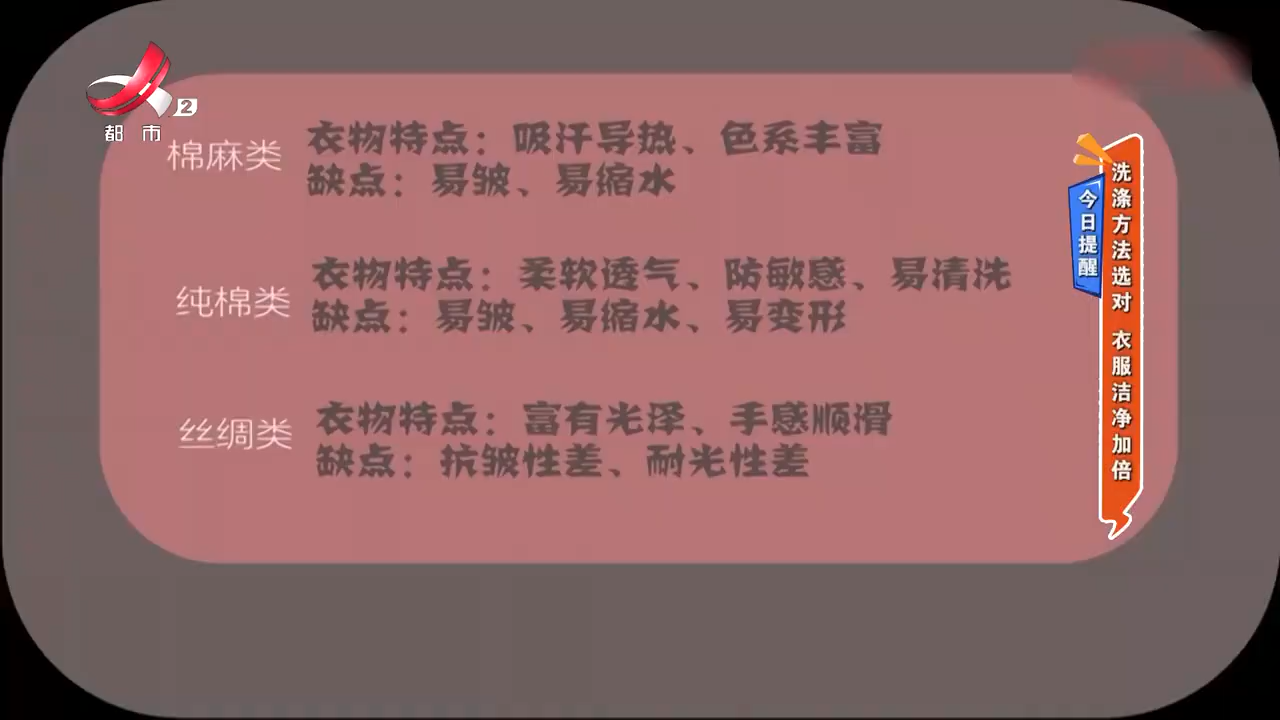 2
都市
棉麻类
衣物特点：吸汗导热、色系丰富
缺点：易皱、易缩水
纯棉类
衣物特点：柔软透气、防敏感、易清洗
缺点：易皱、易缩水、易变形
丝绸类
衣物特点：富有光泽、手感顺滑
缺点：抗皱性差、耐光性差
今日提醒
洗涤方法选对 衣服洁净加倍